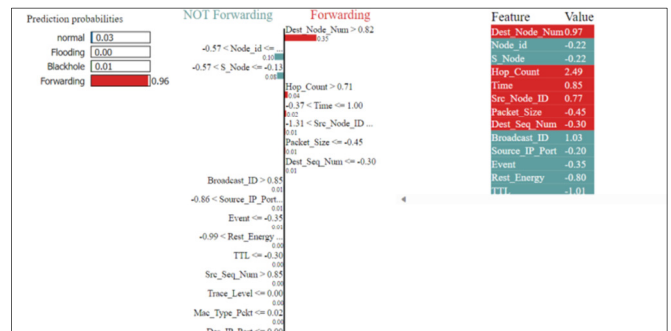 Prediction probabilities
normal 0.03
Flooding 0.00
Blackhole 0.01
Forwarding 0.96
NOT Forwarding Forwarding
Dest_Node_Num > 0.82
0.35
-0.57 < Node_id <= ...
0.10
-0.57 < S_Node <= -0.13
0.08
Hop_Count > 0.71
0.04
-0.37 < Time <= 1.00
0.02
-1.31 < Src_Node_ID ...
0.01
Packet_Size <= -0.45
0.01
Dest_Seq_Num <= -0.30
0.01
Broadcast_ID > 0.85
0.01
-0.86 < Source_IP_Port...
0.01
Event <= -0.35
0.01
-0.99 < Rest_Energy ...
0.00
TTL <= -0.30
0.00
Src_Seq_Num > 0.85
0.00
Trace_Level <= 0.00
0.00
Mac_Type_Pckt <= 0.02
0.00
Feature Value
Dest_Node_Num 0.97
Node_id -0.22
S_Node -0.22
Hop_Count 2.49
Time 0.85
Src_Node_ID 0.77
Packet_Size -0.45
Dest_Seq_Num -0.30
Broadcast_ID 1.03
Source_IP_Port -0.20
Event -0.35
Rest_Energy -0.80
TTL -1.01